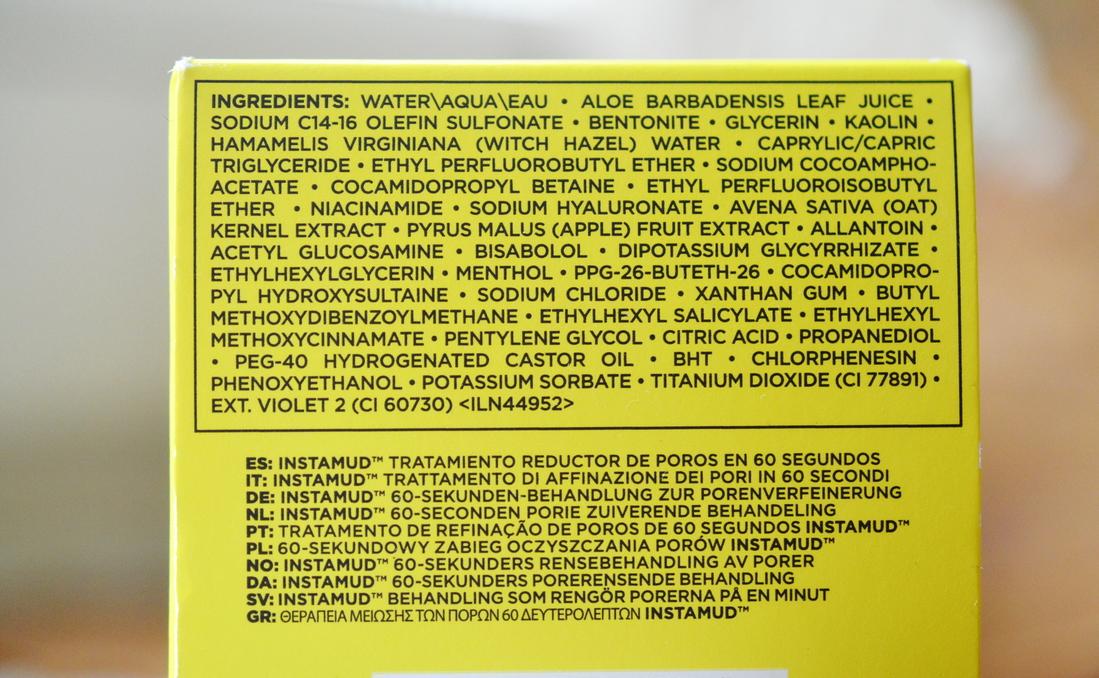 INGREDIENTS: WATER\AQUA\EAU • ALOE BARBADENSIS LEAF JUICE •
SODIUM C14-16 OLEFIN SULFONATE • BENTONITE • GLYCERIN • KAOLIN •
HAMAMELIS VIRGINIANA (WITCH HAZEL) WATER • CAPRYLIC/CAPRIC
TRIGLYCERIDE • ETHYL PERFLUOROBUTYL ETHER • SODIUM COCOAMPHO-
ACETATE • COCAMIDOPROPYL BETAINE • ETHYL PERFLUOROISOBUTYL
ETHER • NIACINAMIDE • SODIUM HYALURONATE • AVENA SATIVA (OAT)
KERNEL EXTRACT • PYRUS MALUS (APPLE) FRUIT EXTRACT • ALLANTOIN •
ACETYL GLUCOSAMINE • BISABOLOL • DIPOTASSIUM GLYCYRRHIZATE •
ETHYLHEXYLGLYCERIN • MENTHOL • PPG-26-BUTETH-26 • COCAMIDOPRO-
PYL HYDROXYSULTAINE • SODIUM CHLORIDE • XANTHAN GUM • BUTYL
METHOXYDIBENZOYLMETHANE • ETHYLHEXYL SALICYLATE • ETHYLHEXYL
METHOXYCINNAMATE • PENTYLENE GLYCOL • CITRIC ACID • PROPANEDIOL
• PEG-40 HYDROGENATED CASTOR OIL • BHT • CHLORPHENESIN •
PHENOXYETHANOL • POTASSIUM SORBATE • TITANIUM DIOXIDE (CI 77891) •
EXT. VIOLET 2 (CI 60730) <ILN44952>
ES: INSTAMUD™ TRATAMIENTO REDUCTOR DE POROS EN 60 SEGUNDOS
IT: INSTAMUD™ TRATTAMENTO DI AFFINAZIONE DEI PORI IN 60 SECONDI
DE: INSTAMUD™ 60-SEKUNDEN-BEHANDLUNG ZUR PORENVERFEINERUNG
NL: INSTAMUD™ 60-SECONDEN PORIE ZUIVERENDE BEHANDELING
PT: TRATAMENTO DE REFINAÇÃO DE POROS DE 60 SEGUNDOS INSTAMUD™
PL: 60-SEKUNDOWY ZABIEG OCZYSZCZANIA PORÓW INSTAMUD™
NO: INSTAMUD™ 60-SEKUNDERS RENSEBEHANDLING AV PORER
DA: INSTAMUD™ 60-SEKUNDERS PORERENSENDE BEHANDLING
SV: INSTAMUD™ BEHANDLING SOM RENGÖR PORERNA PÅ EN MINUT
GR: ΘΕΡΑΠΕΙΑ ΜΕΙΩΣΗΣ ΤΩΝ ΠΟΡΩΝ 60 ΔΕΥΤΕΡΟΛΕΠΤΩΝ INSTAMUD™